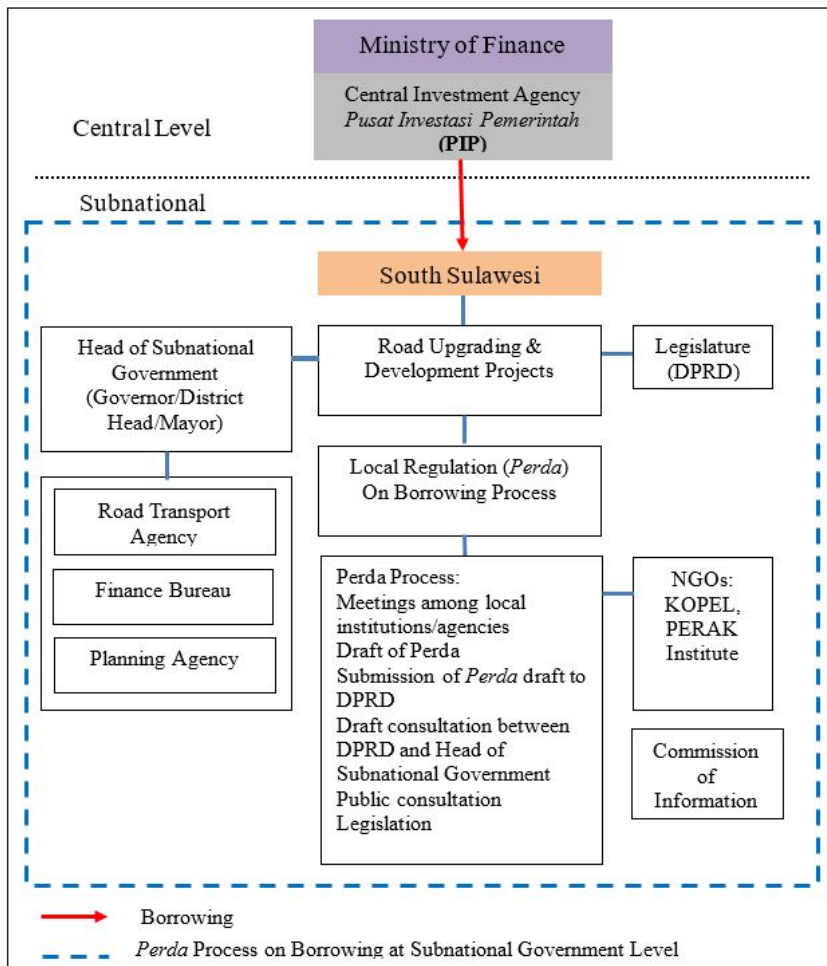 Ministry of Finance
Central Investment Agency
Pusat Investasi Pemerintah
(PIP)
Central Level
Subnational
South Sulawesi
Head of Subnational
Government
(Governor/District
Head/Mayor)
Road Upgrading &
Development Projects
Legislature
(DPRD)
Local Regulation (Perda)
On Borrowing Process
Road Transport
Agency
Finance Bureau
Planning Agency
Perda Process:
Meetings among local
institutions/agencies
Draft of Perda
Submission of Perda draft to
DPRD
Draft consultation between
DPRD and Head of
Subnational Government
Public consultation
Legislation
NGOs:
KOPEL,
PERAK
Institute
Commission
of
Information
Borrowing
Perda Process on Borrowing at Subnational Government Level